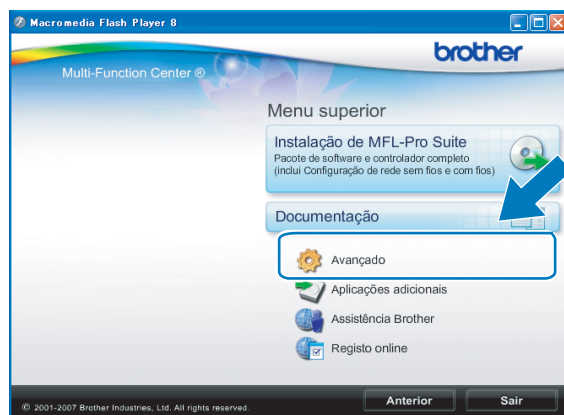 Macromedia Flash Player 8
brother
Multi-Function Center ®
Menu superior
Instalação de MFL-Pro Suite
Pacote de software e controlador completo
(inclui Configuração de rede sem fios e com fios)
Documentação
Avançado
Aplicações adicionais
Assistência Brother
Registo online
© 2001-2007 Brother Industries, Ltd. All rights reserved.
Anterior
Sair